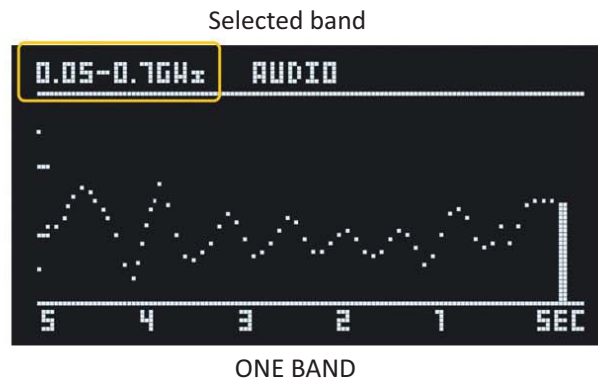 Selected band
0.05-0.7GHz AUDIO
5 4 3 2 1 SEC
ONE BAND